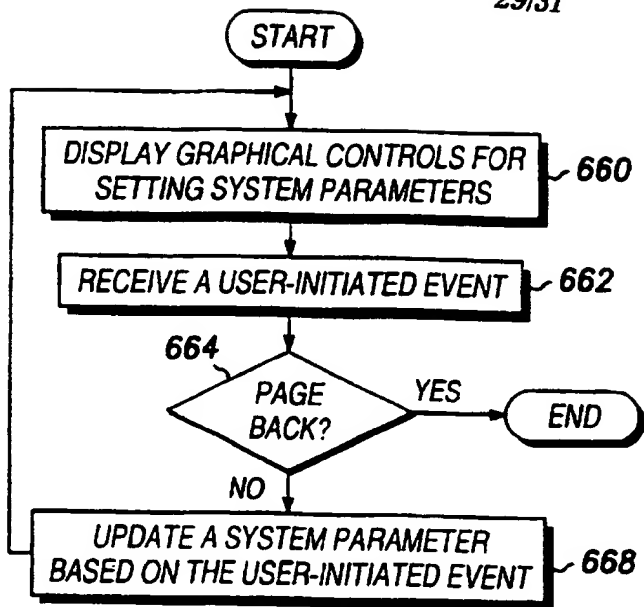 29/31
START
DISPLAY GRAPHICAL CONTROLS FOR
SETTING SYSTEM PARAMETERS
660
RECEIVE A USER-INITIATED EVENT
662
664
PAGE
BACK?
YES
END
NO
UPDATE A SYSTEM PARAMETER
BASED ON THE USER-INITIATED EVENT
668